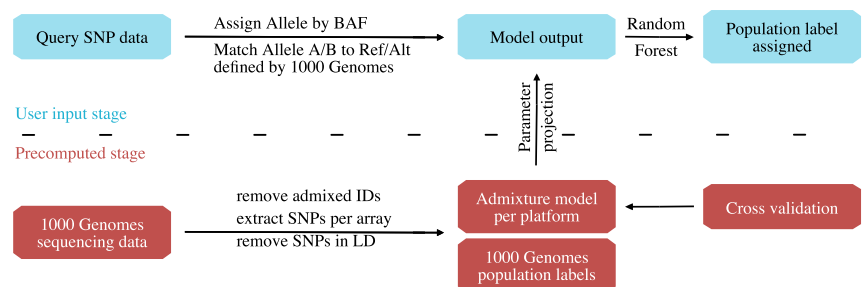 Query SNP data
Assign Allele by BAF
Match Allele A/B to Ref/Alt
defined by 1000 Genomes
Model output
Random
Forest
Population label
assigned
User input stage
Parameter
projection
Precomputed stage
1000 Genomes
sequencing data
remove admixed IDs
extract SNPs per array
remove SNPs in LD
Admixture model
per platform
Cross validation
1000 Genomes
population labels